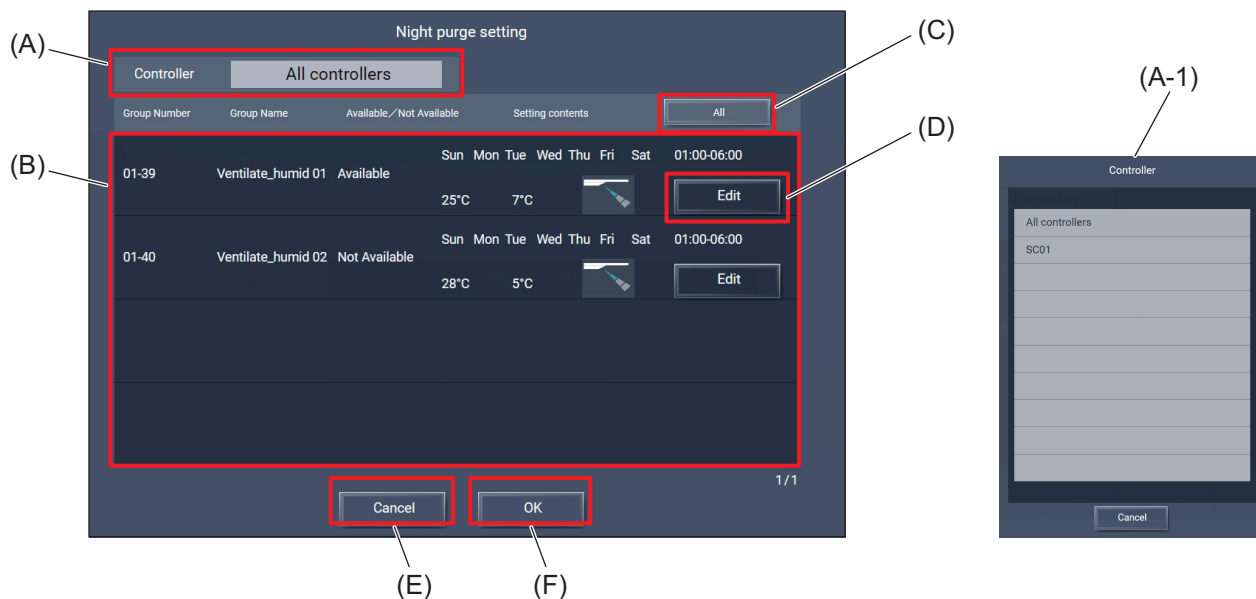 Night purge setting
(A)
(C)
Controller All controllers
(A-1)
Group Number Group Name Available／Not Available Setting contents All
(D)
(B)
Sun Mon Tue Wed Thu Fri Sat 01:00-06:00
01-39 Ventilate_humid 01 Available
25°C 7°C Edit
Sun Mon Tue Wed Thu Fri Sat 01:00-06:00
01-40 Ventilate_humid 02 Not Available
28°C 5°C Edit
1/1
Cancel OK
(E) (F)
Controller
All controllers
SC01
Cancel